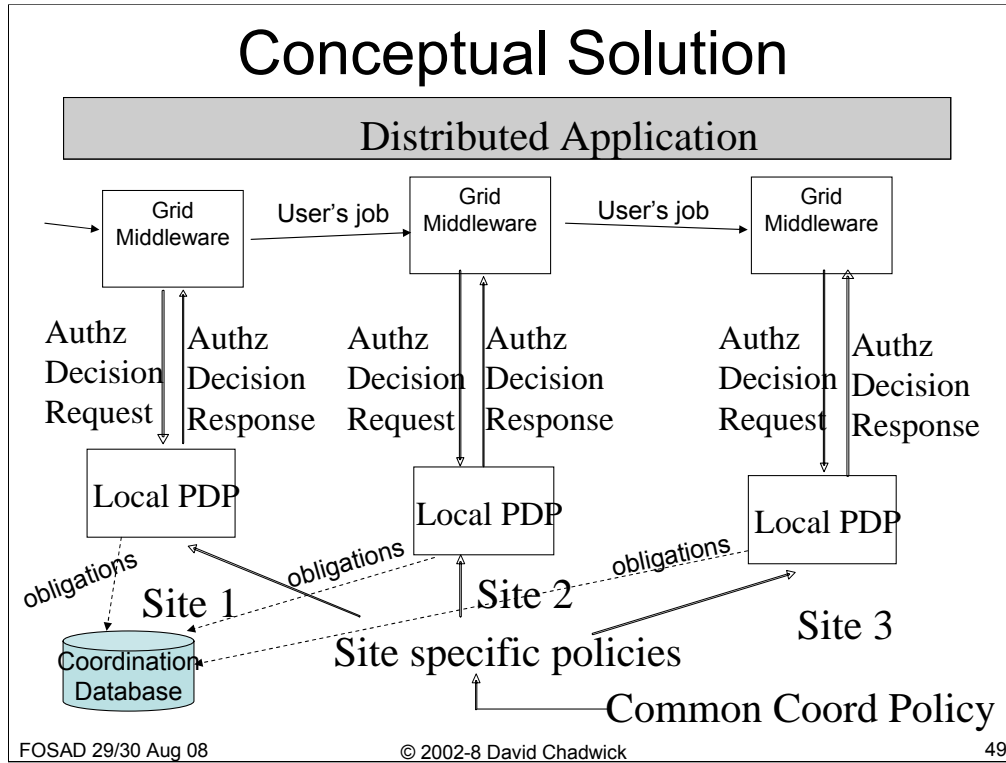 Conceptual Solution
Distributed Application
Grid
Middleware
User's job
Grid
Middleware
User's job
Grid
Middleware
Authz
Decision
Request
Authz
Decision
Response
Authz
Decision
Request
Authz
Decision
Response
Authz
Decision
Request
Authz
Decision
Response
Local PDP
Local PDP
Local PDP
obligations
obligations
obligations
Site 1
Site 2
Site 3
Coordination
Database
Site specific policies
Common Coord Policy
FOSAD 29/30 Aug 08
© 2002-8 David Chadwick
49